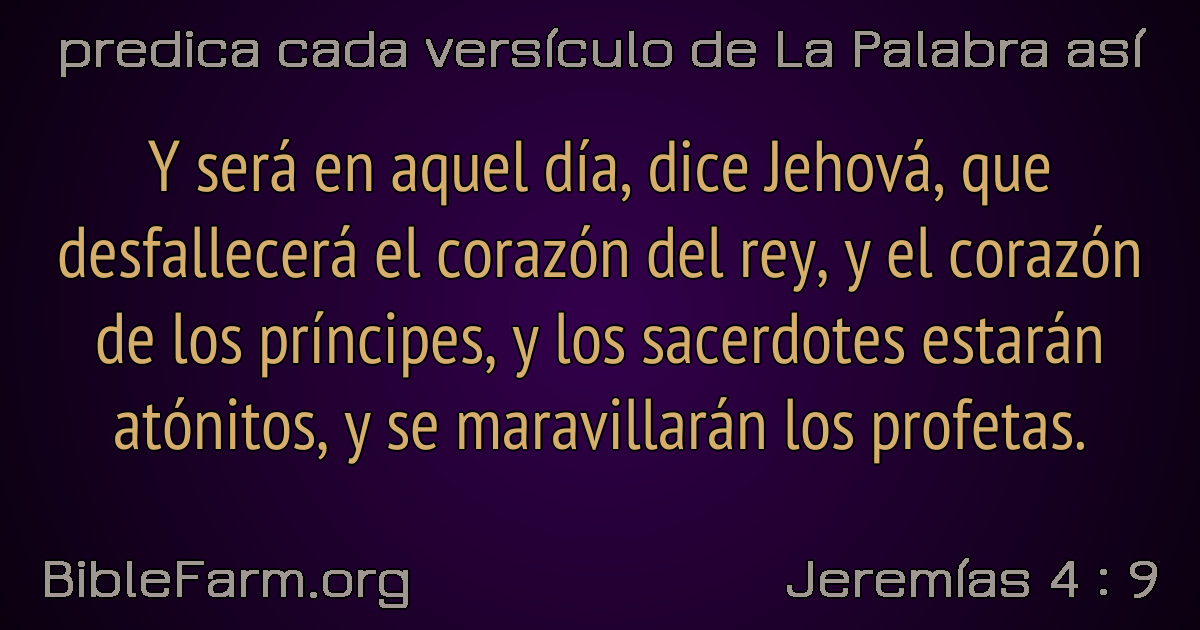 predica cada versículo de La Palabra así
Y será en aquel día, dice Jehová, que
desfallecerá el corazón del rey, y el corazón
de los príncipes, y los sacerdotes estarán
atónitos, y se maravillarán los profetas.
BibleFarm.org
Jeremías 4 : 9